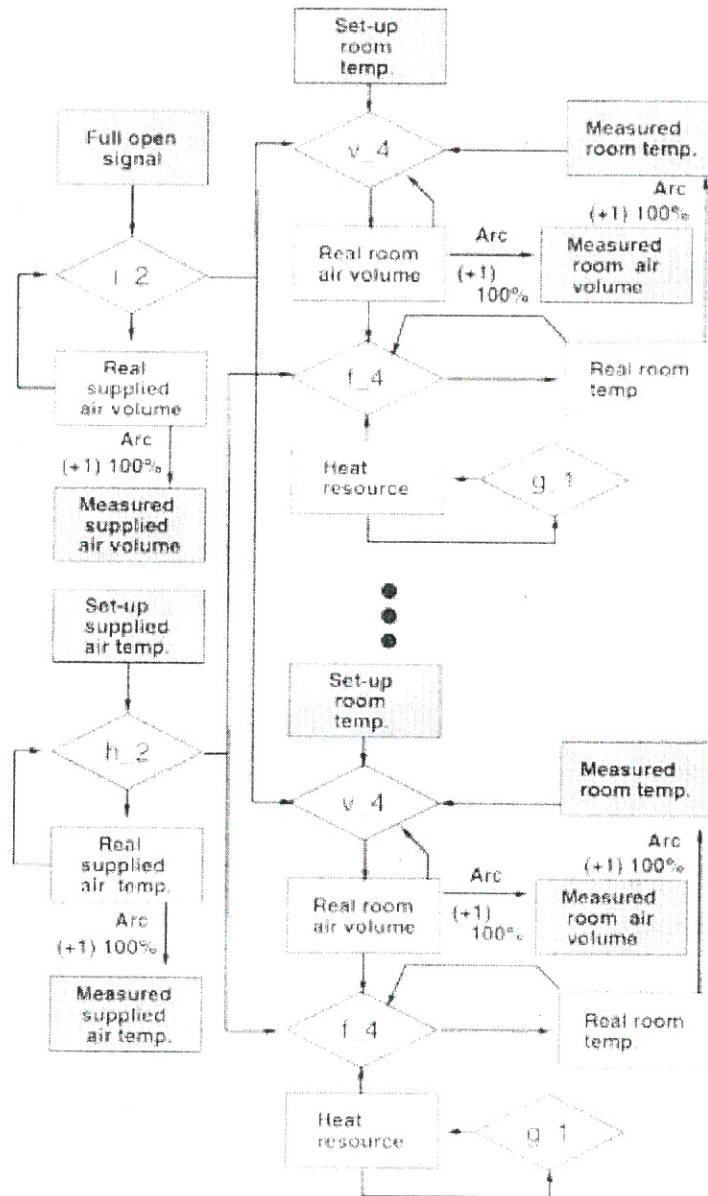 Set-up
room
temp.
Full open
signal
v_4
Measured
room temp.
Arc
(+1) 100%
Real room
air volume
Arc
(+1)
100%
Measured
room air
volume
i_2
Real
supplied
air volume
Arc
(+1) 100%
Measured
supplied
air volume
f_4
Real room
temp
Heat
resource
g_1
Set-up
supplied
air temp.
h_2
Real
supplied
air temp.
Arc
(+1) 100%
Measured
supplied
air temp.
Set-up
room
temp.
v_4
Measured
room temp.
Arc
(+1) 100%
Real room
air volume
Arc
(+1)
100%
Measured
room air
volume
f_4
Real room
temp.
Heat
resource
g_1